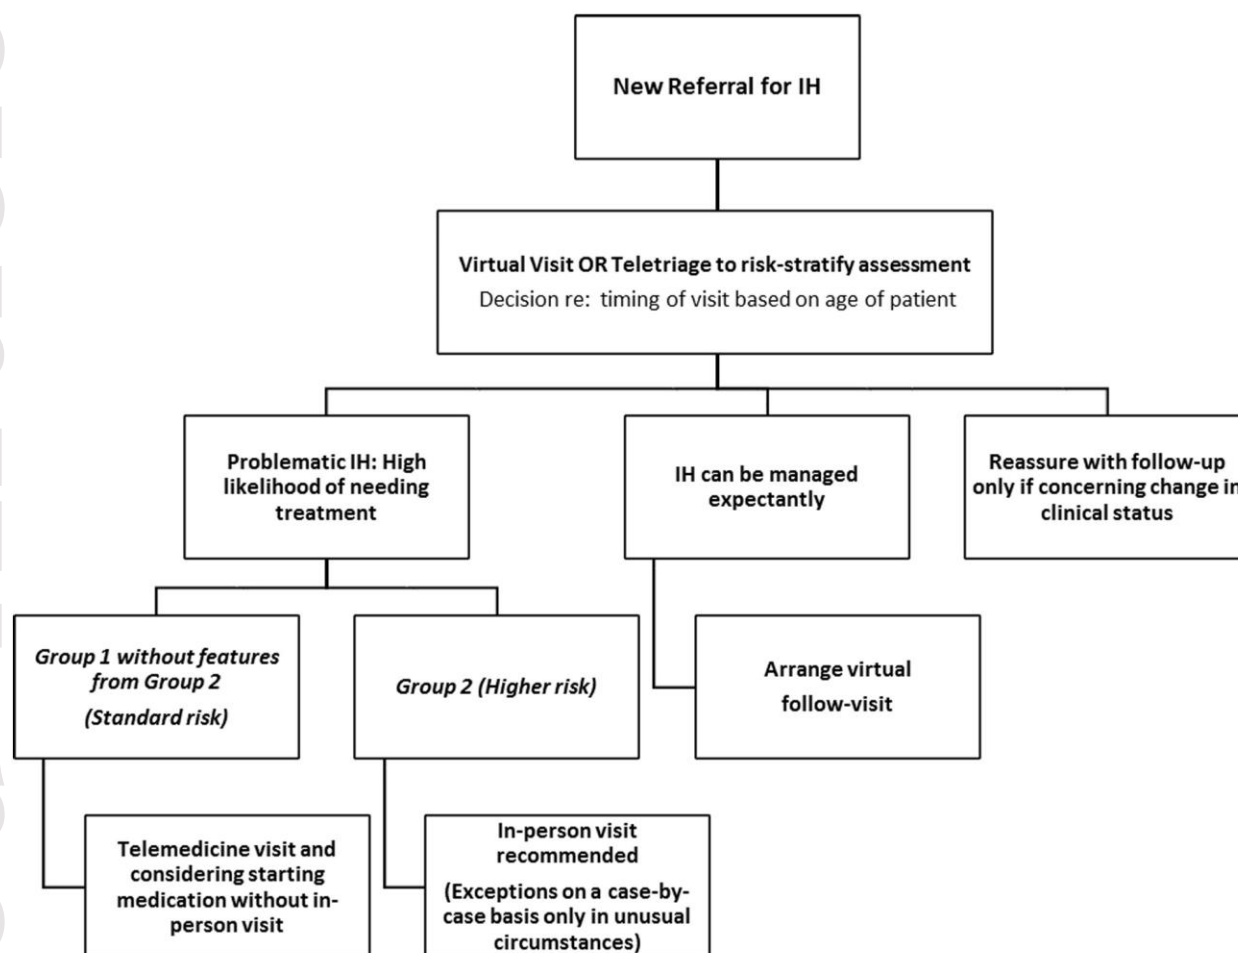 New Referral for IH
Virtual Visit OR Teletriage to risk-stratify assessment
Decision re: timing of visit based on age of patient
Problematic IH: High
likelihood of needing
treatment
IH can be managed
expectantly
Reassure with follow-up
only if concerning change in
clinical status
Group 1 without features
from Group 2
(Standard risk)
Group 2 (Higher risk)
Arrange virtual
follow-visit
Telemedicine visit and
considering starting
medication without in-
person visit
In-person visit
recommended
(Exceptions on a case-by-
case basis only in unusual
circumstances)